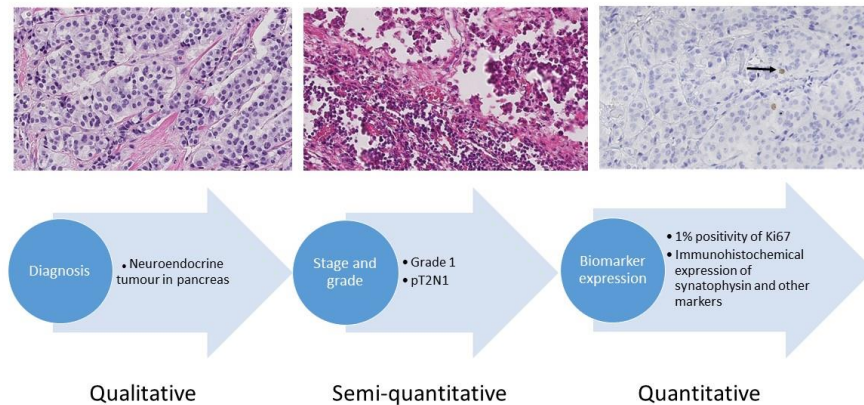 Diagnosis
• Neuroendocrine
tumour in pancreas
Stage and
grade
• Grade 1
• pT2N1
Biomarker
expression
• 1% positivity of Ki67
• Immunohistochemical
expression of
synatophysin and other
markers
Qualitative
Semi-quantitative
Quantitative